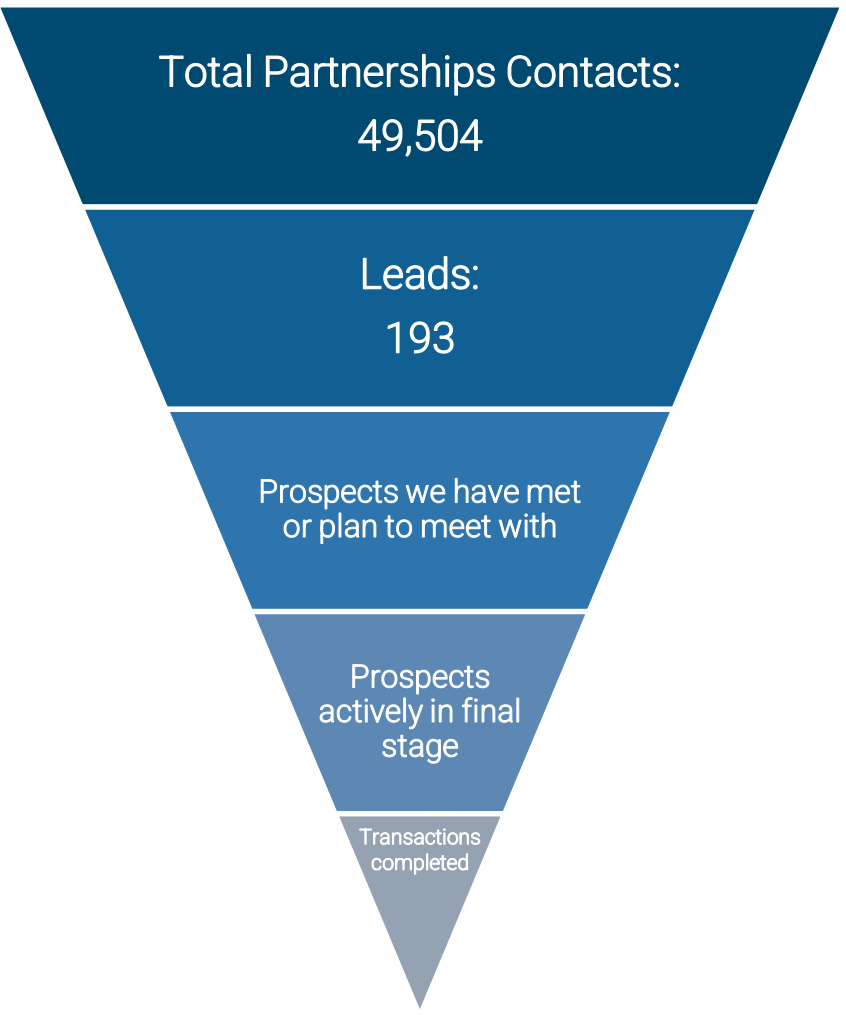 Total Partnerships Contacts:
49,504
Leads:
193
Prospects we have met
or plan to meet with
Prospects
actively in final
stage
Transactions
completed